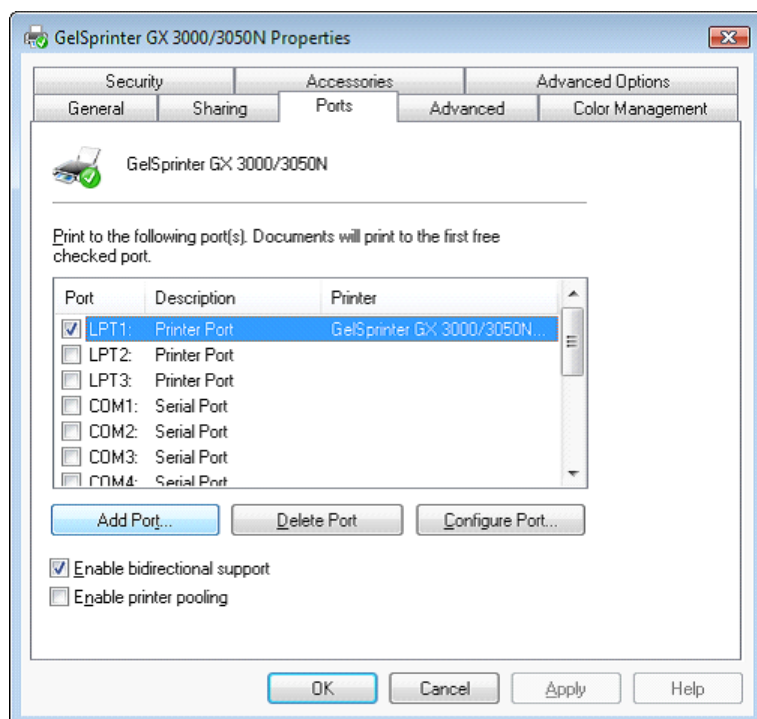 GelSprinter GX 3000/3050N Properties
Security Accessories Advanced Options
General Sharing Ports Advanced Color Management
GelSprinter GX 3000/3050N
Print to the following port(s). Documents will print to the first free
checked port.
Port Description Printer
LPT1: Printer Port GelSprinter GX 3000/3050N...
LPT2: Printer Port
LPT3: Printer Port
COM1: Serial Port
COM2: Serial Port
COM3: Serial Port
COM4: Serial Port
Add Port... Delete Port Configure Port...
Enable bidirectional support
Enable printer pooling
OK Cancel Apply Help